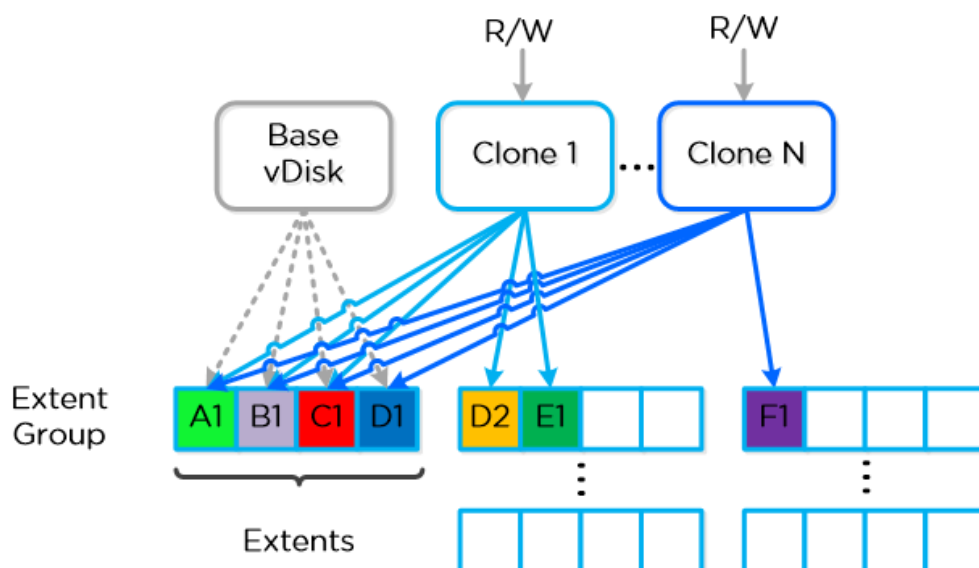 R/W
R/W
Base
vDisk
Clone 1
...
Clone N
Extent
Group
A1
B1
C1
D1
D2
E1
F1
Extents